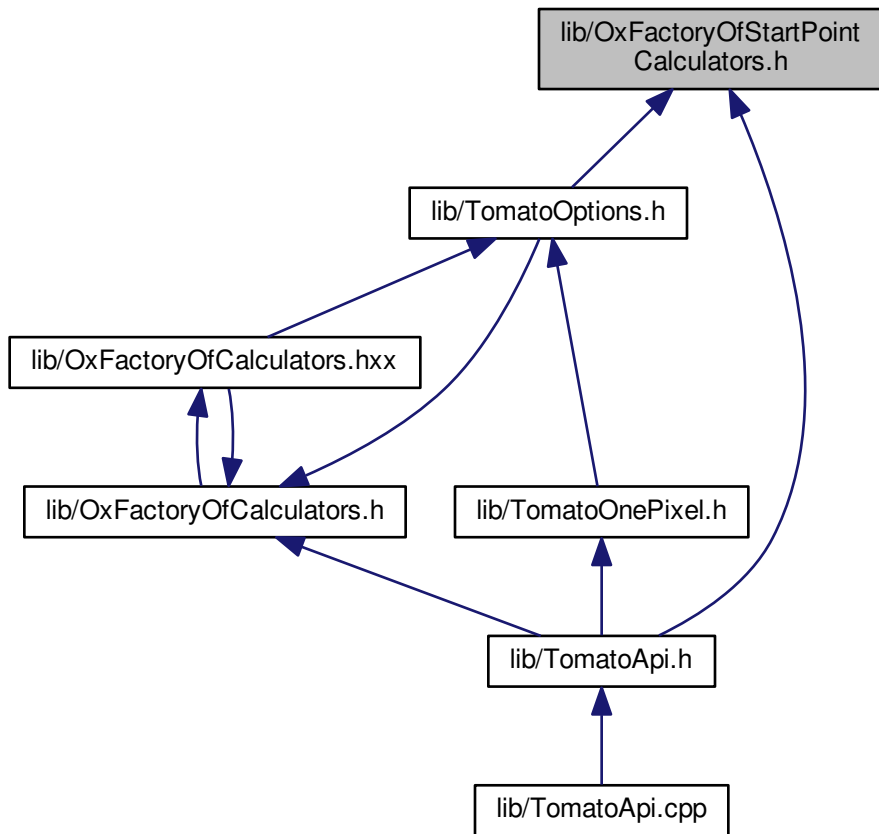 lib/OxFactoryOfStartPoint
Calculators.h
lib/TomatoOptions.h
lib/OxFactoryOfCalculators.hxx
lib/OxFactoryOfCalculators.h
lib/TomatoOnePixel.h
lib/TomatoApi.h
lib/TomatoApi.cpp